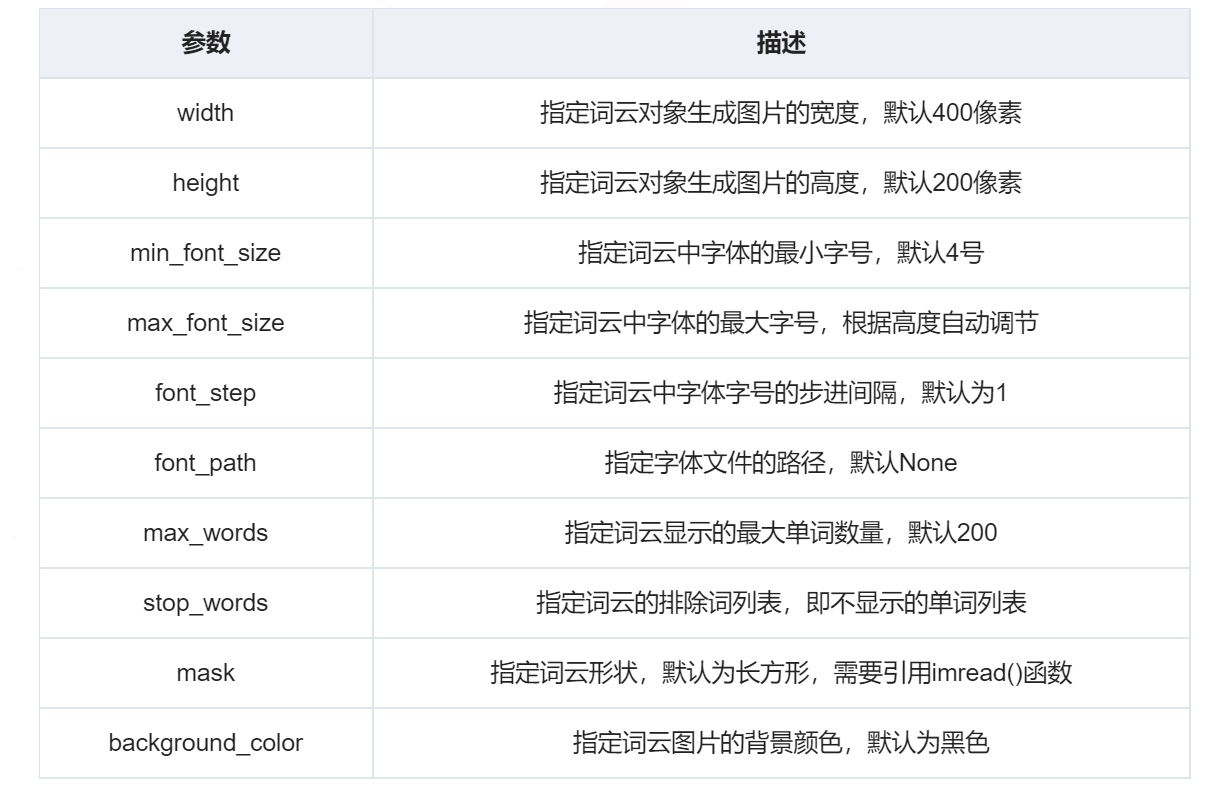 参数 描述
width 指定词云对象生成图片的宽度，默认400像素
height 指定词云对象生成图片的高度，默认200像素
min_font_size 指定词云中字体的最小字号，默认4号
max_font_size 指定词云中字体的最大字号，根据高度自动调节
font_step 指定词云中字体字号的步进间隔，默认为1
font_path 指定字体文件的路径，默认None
max_words 指定词云显示的最大单词数量，默认200
stop_words 指定词云的排除词列表，即不显示的单词列表
mask 指定词云形状，默认为长方形，需要引用imread()函数
background_color 指定词云图片的背景颜色，默认为黑色